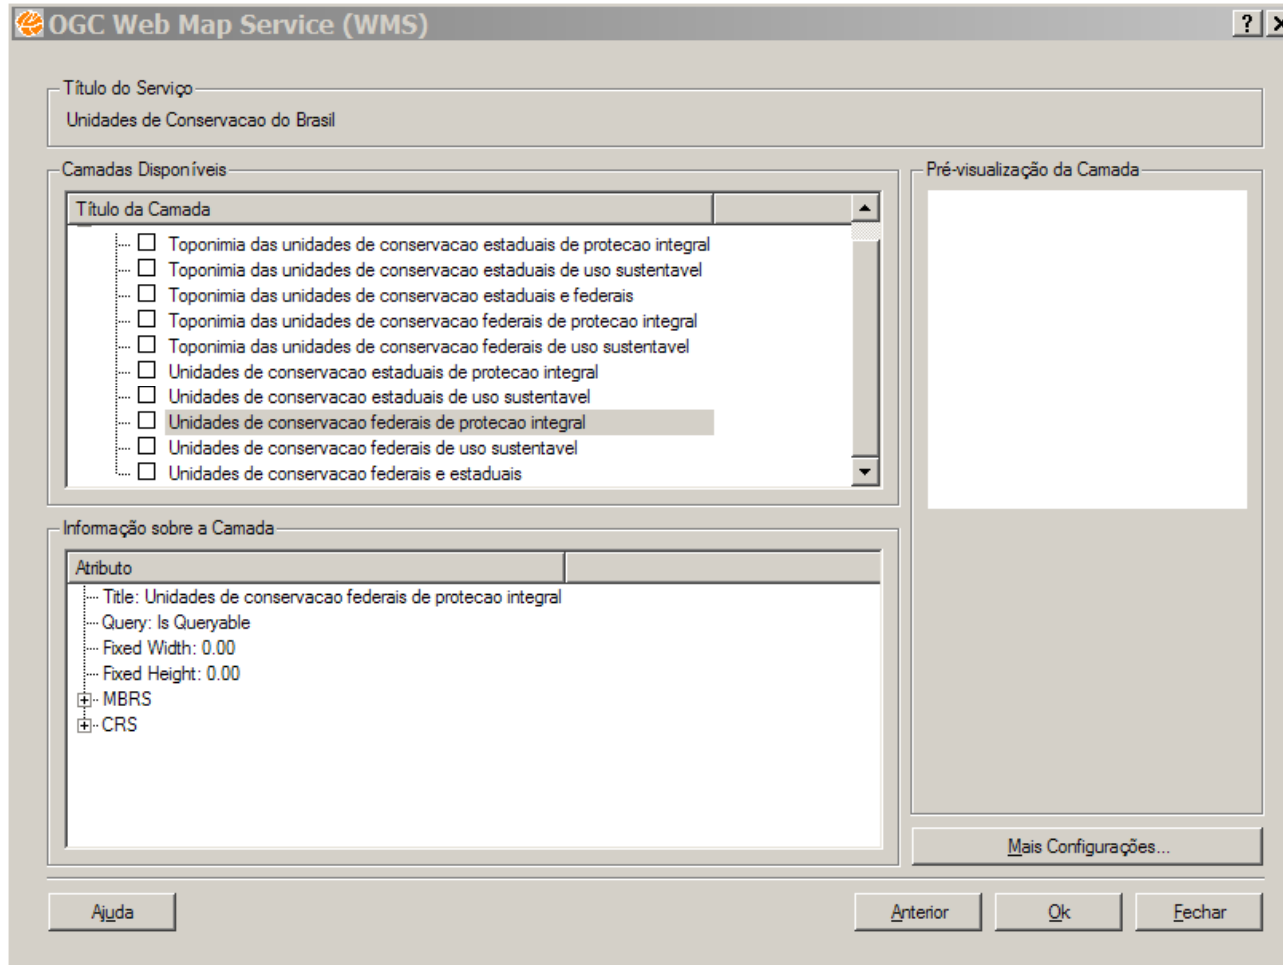 OGC Web Map Service (WMS)
Título do Serviço
Unidades de Conservacao do Brasil
Camadas Disponíveis
Título da Camada
Toponimia das unidades de conservacao estaduais de protecao integral
Toponimia das unidades de conservacao estaduais de uso sustentavel
Toponimia das unidades de conservacao estaduais e federais
Toponimia das unidades de conservacao federais de protecao integral
Toponimia das unidades de conservacao federais de uso sustentavel
Unidades de conservacao estaduais de protecao integral
Unidades de conservacao estaduais de uso sustentavel
Unidades de conservacao federais de protecao integral
Unidades de conservacao federais de uso sustentavel
Unidades de conservacao federais e estaduais
Pré-visualização da Camada
Informação sobre a Camada
Atributo
Title: Unidades de conservacao federais de protecao integral
Query: Is Queryable
Fixed Width: 0.00
Fixed Height: 0.00
MBRS
CRS
Mais Configurações...
Ajuda
Anterior
Ok
Fechar